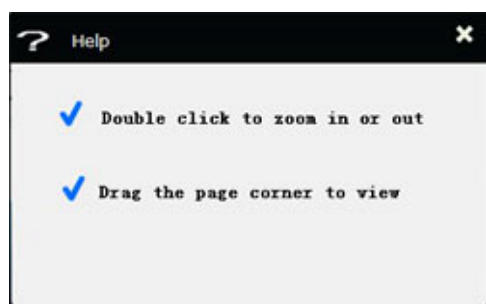 ? Help
Double click to zoom in or out
Drag the page corner to view